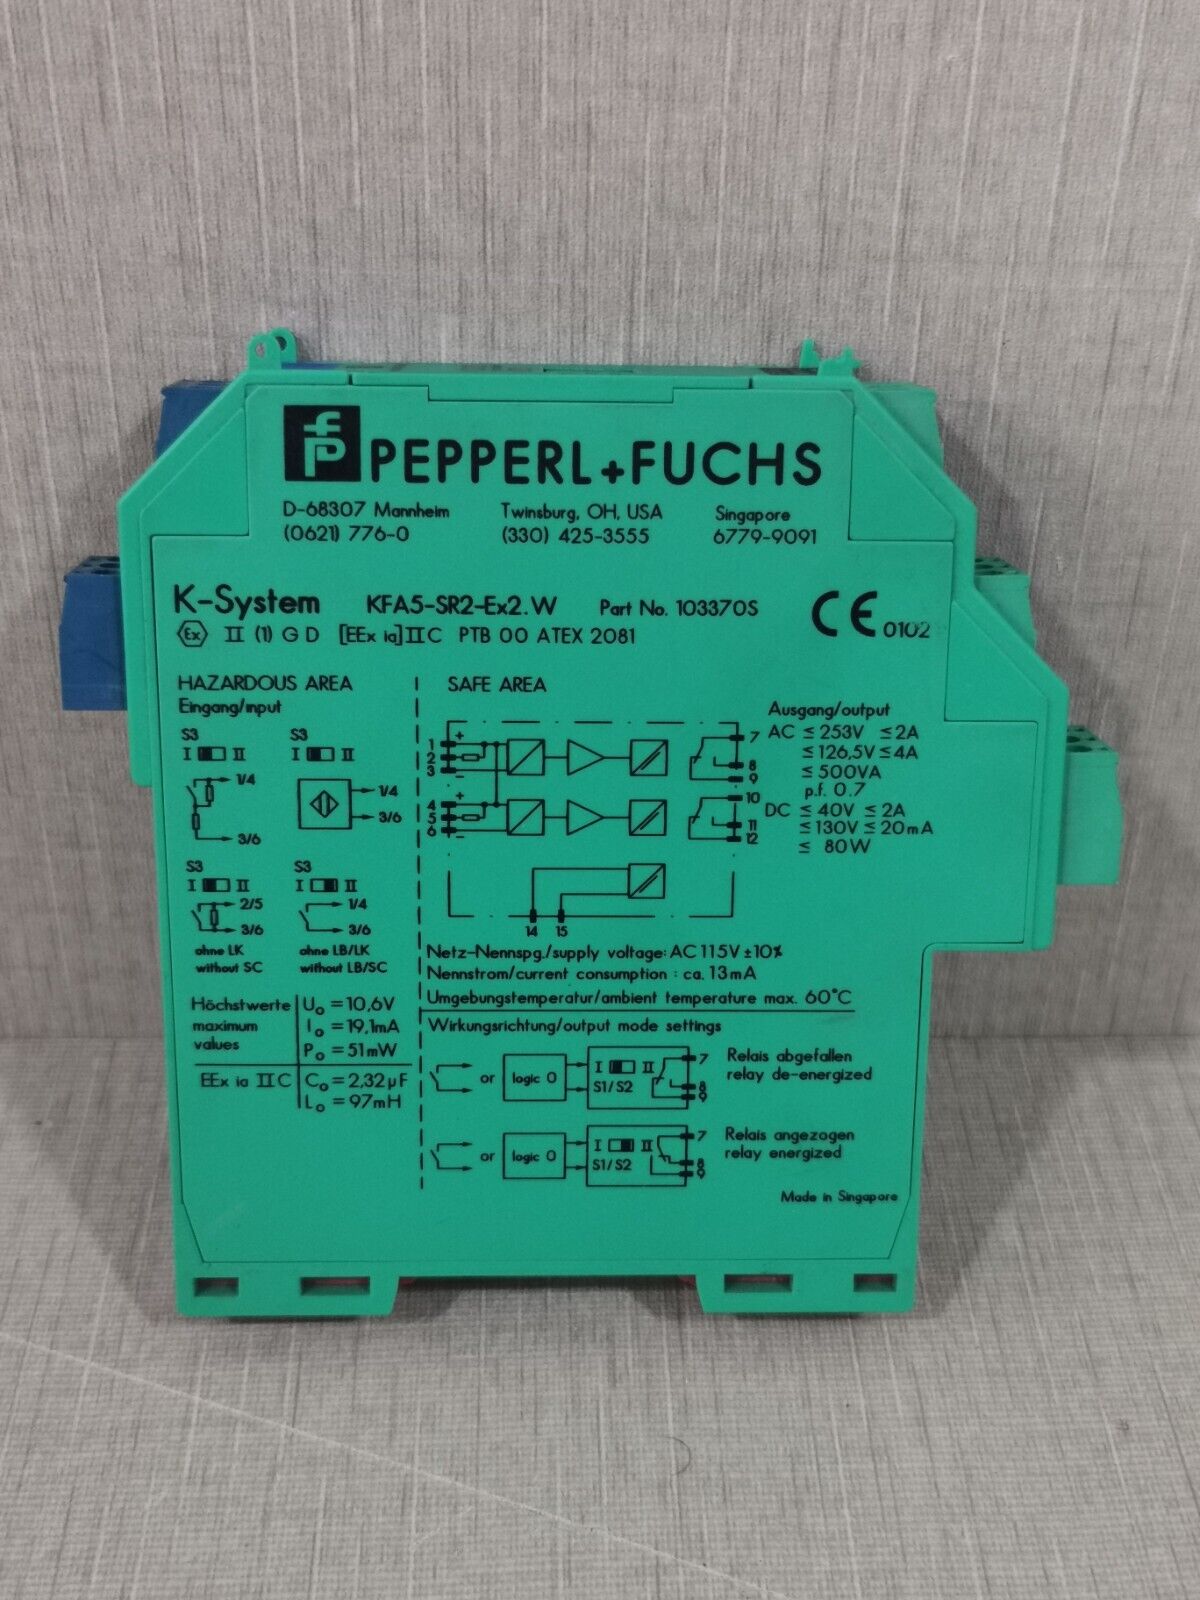 PEPPERL+FUCHS
D-68307 Mannheim Twinsburg, OH, USA Singapore
(0621) 776-0 (330) 425-3555 6779-9091
K-System KFA5-SR2-Ex2.W Part No. 103370S CE 0102
Ex II (1) G D [EEx ia] IIC PTB 00 ATEX 2081
HAZARDOUS AREA
Eingang/input
S3 S3
I II I II
1/4 1/4
3/6 3/6
S3 S3
I II I II
2/5 1/4
3/6 3/6
ohne LK ohne LB/LK
without SC without LB/SC
Höchstwerte U₀ = 10,6V
maximum I₀ = 19,1mA
values P₀ = 51mW
EEx ia IIC C₀ = 2,32µF
L₀ = 97mH
SAFE AREA
1 +
2
3 -
4 +
5
6 -
7
8
9
10
11
12
14 15
Ausgang/output
AC ≤ 253V ≤ 2A
≤ 126,5V ≤ 4A
≤ 500VA
p.f. 0.7
DC ≤ 40V ≤ 2A
≤ 130V ≤ 20mA
≤ 80W
Netz-Nennspg./supply voltage: AC 115V ±10%
Nennstrom/current consumption : ca. 13mA
Umgebungstemperatur/ambient temperature max. 60°C
Wirkungsrichtung/output mode settings
or logic 0 I II 7 Relais abgefallen
S1/S2 8 relay de-energized
9
or logic 0 I II 7 Relais angezogen
S1/S2 8 relay energized
9
Made in Singapore